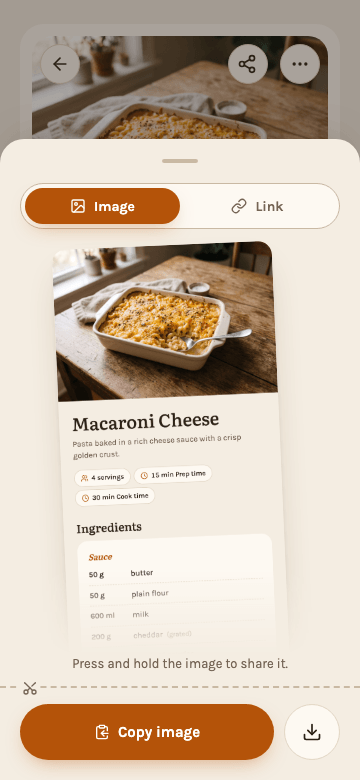 Image
Link
Macaroni Cheese
Pasta baked in a rich cheese sauce with a crisp
golden crust.
4 servings
15 min Prep time
30 min Cook time
Ingredients
Sauce
50 g butter
50 g plain flour
600 ml milk
200 g cheddar (grated)
Press and hold the image to share it.
Copy image